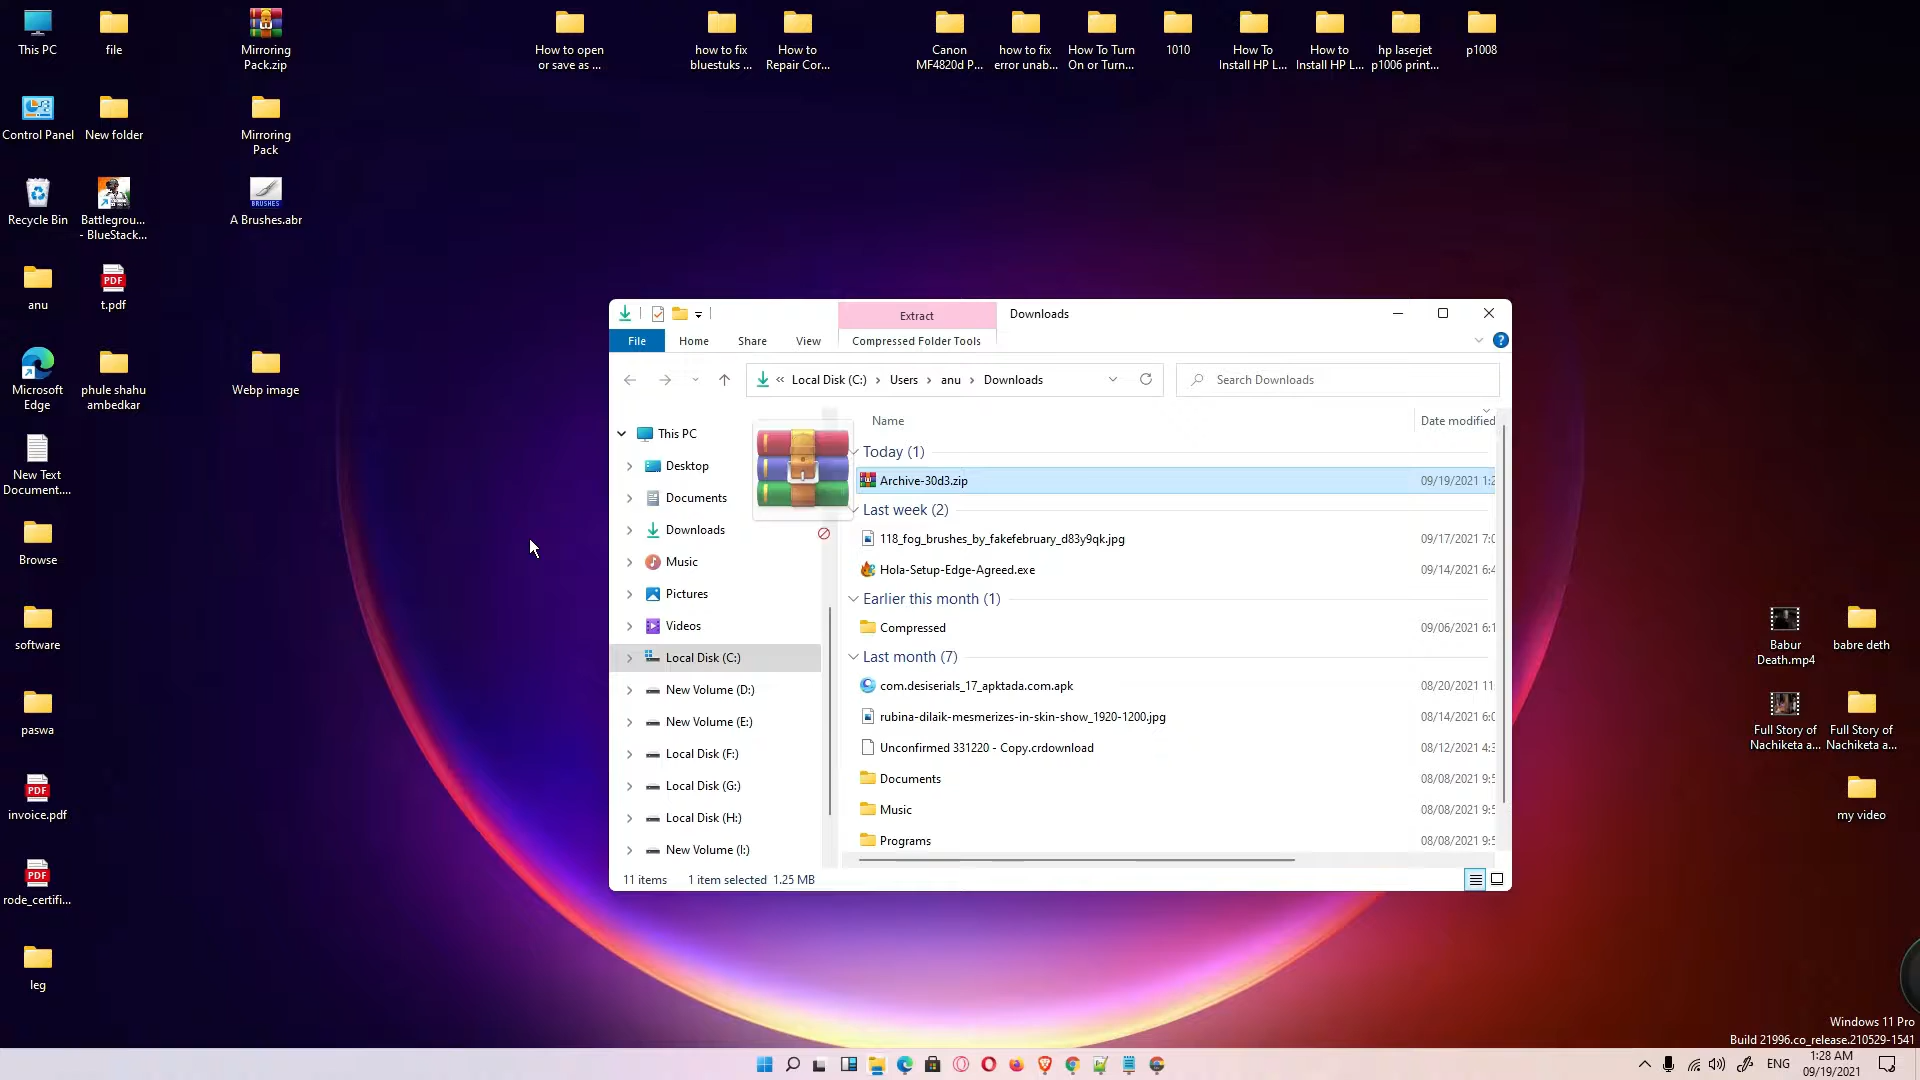 This PC
file
Mirroring
Pack.zip
How to open
or save as ...
how to fix
bluestuks ...
How to
Repair Cor...
Canon
MF4820d P...
how to fix
error unab...
How To Turn
On or Turn...
1010
How To
Install HP L...
How to
Install HP L...
hp laserjet
p1006 print...
p1008
Control Panel
New folder
Mirroring
Pack
Recycle Bin
Battlegrou...
- BlueStack...
BRUSHES
A Brushes.abr
anu
PDF
t.pdf
Microsoft
Edge
phule shahu
ambedkar
Webp image
New Text
Document....
Browse
software
paswa
PDF
invoice.pdf
PDF
rode_certifi...
leg
Extract
Downloads
File
Home
Share
View
Compressed Folder Tools
?
« Local Disk (C:) › Users › anu › Downloads
Search Downloads
This PC
Desktop
Documents
Downloads
Music
Pictures
Videos
Local Disk (C:)
New Volume (D:)
New Volume (E:)
Local Disk (F:)
Local Disk (G:)
Local Disk (H:)
New Volume (I:)
Name
Date modified
Today (1)
Archive-30d3.zip
09/19/2021 1:2
Last week (2)
118_fog_brushes_by_fakefebruary_d83y9qk.jpg
09/17/2021 7:0
Hola-Setup-Edge-Agreed.exe
09/14/2021 6:4
Earlier this month (1)
Compressed
09/06/2021 6:1
Last month (7)
com.desiserials_17_apktada.com.apk
08/20/2021 11:
rubina-dilaik-mesmerizes-in-skin-show_1920-1200.jpg
08/14/2021 6:0
Unconfirmed 331220 - Copy.crdownload
08/12/2021 4:3
Documents
08/08/2021 9:5
Music
08/08/2021 9:5
Programs
08/08/2021 9:5
11 items
1 item selected 1.25 MB
Babur
Death.mp4
babre deth
Full Story of
Nachiketa a...
Full Story of
Nachiketa a...
my video
Windows 11 Pro
Build 21996.co_release.210529-1541
ENG
1:28 AM
09/19/2021